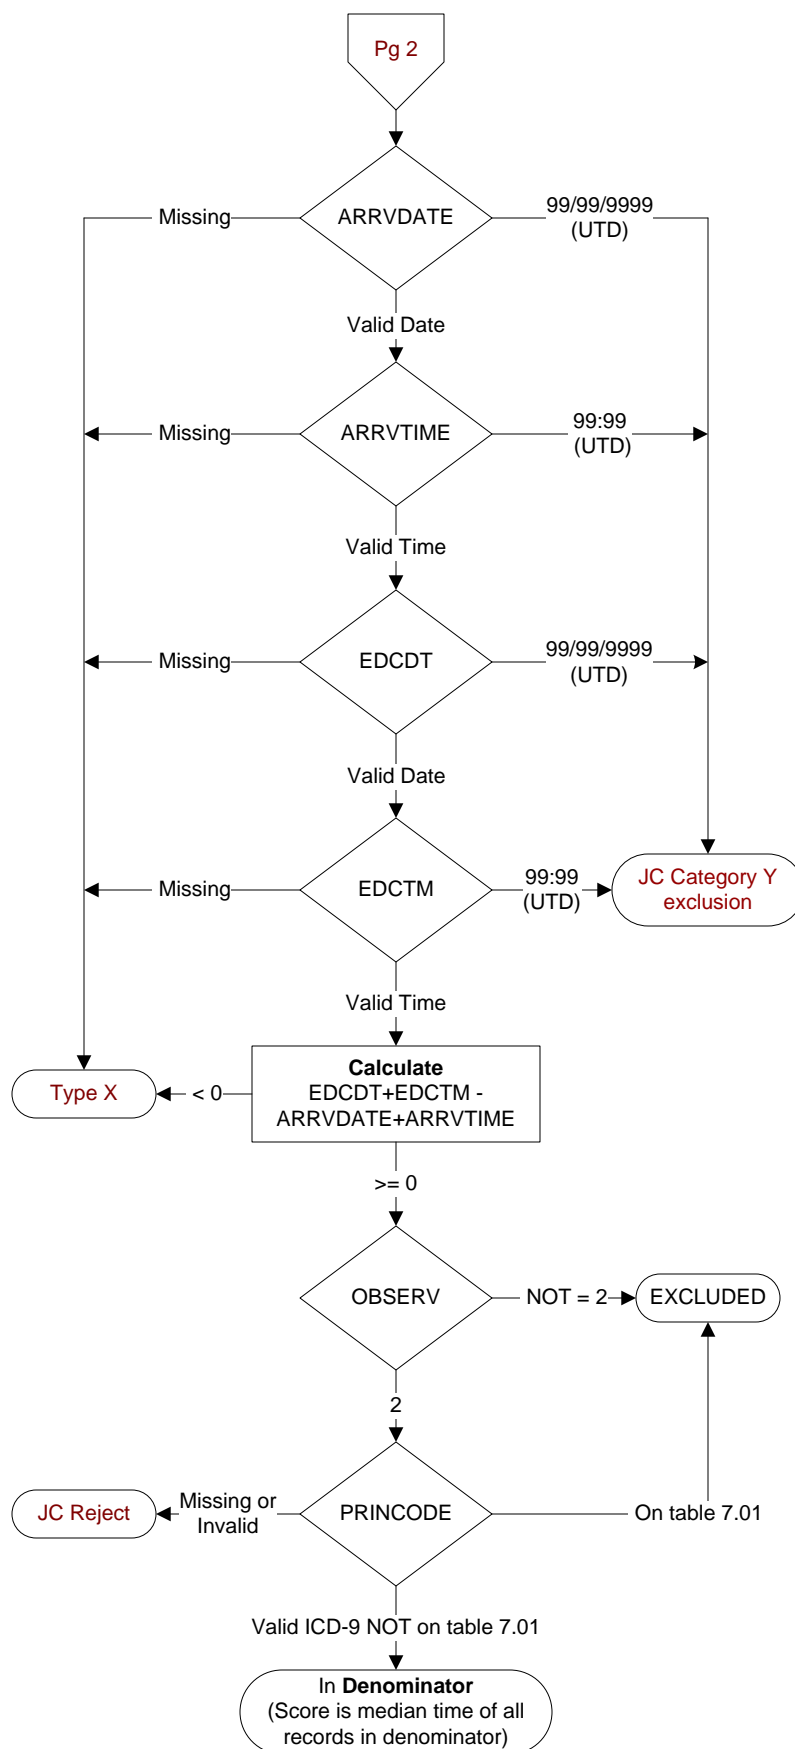 Pg 2
ARRVDATE
Missing
99/99/9999
(UTD)
Valid Date
ARRVTIME
Missing
99:99
(UTD)
Valid Time
EDCDT
Missing
99/99/9999
(UTD)
Valid Date
EDCTM
Missing
99:99
(UTD)
JC Category Y
exclusion
Valid Time
Calculate
EDCDT+EDCTM -
ARRVDATE+ARRVTIME
< 0
Type X
>= 0
OBSERV
NOT = 2
EXCLUDED
2
PRINCODE
Missing or
Invalid
JC Reject
On table 7.01
Valid ICD-9 NOT on table 7.01
In Denominator
(Score is median time of all
records in denominator)